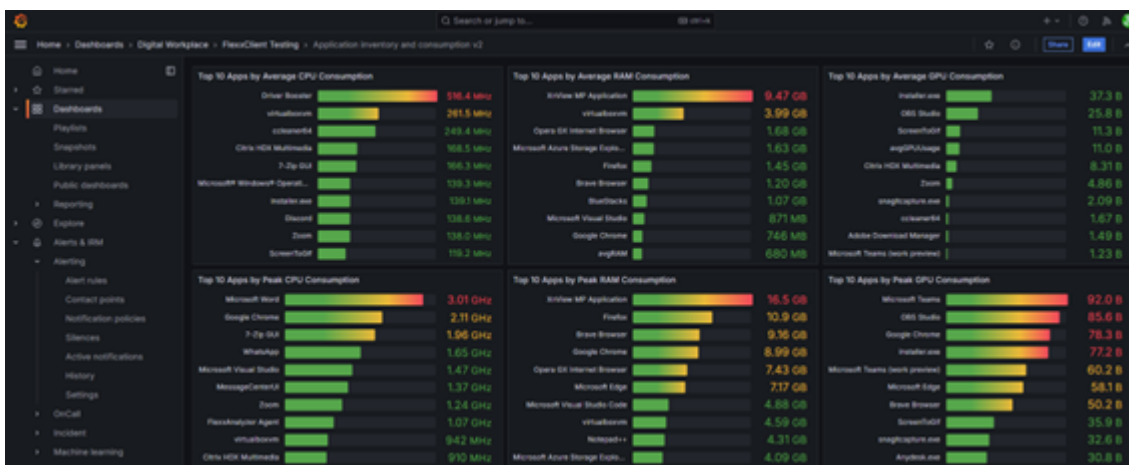 Search or jump to...
ctrl+k
Home › Dashboards › Digital Workplace › FlexxClient Testing › Application inventory and consumption v2
Share
Edit
Home
Starred
Dashboards
Playlists
Snapshots
Library panels
Public dashboards
Reporting
Explore
Alerts & IRM
Alerting
Alert rules
Contact points
Notification policies
Silences
Active notifications
History
Settings
OnCall
Incident
Machine learning
Top 10 Apps by Average CPU Consumption
Driver Booster 516.4 MHz
virtualboxvm 261.5 MHz
ccleaner64 249.4 MHz
Citrix HDX Multimedia 168.5 MHz
7-Zip GUI 166.3 MHz
Microsoft® Windows® Operati... 139.3 MHz
Installer.exe 139.1 MHz
Discord 138.6 MHz
Zoom 138.0 MHz
ScreenToGif 119.2 MHz
Top 10 Apps by Average RAM Consumption
XnView MP Application 9.47 GB
virtualboxvm 3.99 GB
Opera GX Internet Browser 1.68 GB
Microsoft Azure Storage Explo... 1.63 GB
Firefox 1.45 GB
Brave Browser 1.20 GB
BlueStacks 1.07 GB
Microsoft Visual Studio 871 MB
Google Chrome 746 MB
avgRAM 680 MB
Top 10 Apps by Average GPU Consumption
Installer.exe 37.3 B
OBS Studio 25.8 B
ScreenToGif 11.3 B
avgGPUUsage 11.0 B
Citrix HDX Multimedia 8.31 B
Zoom 4.86 B
snagitcapture.exe 2.09 B
ccleaner64 1.67 B
Adobe Download Manager 1.49 B
Microsoft Teams (work preview) 1.23 B
Top 10 Apps by Peak CPU Consumption
Microsoft Word 3.01 GHz
Google Chrome 2.11 GHz
7-Zip GUI 1.96 GHz
WhatsApp 1.65 GHz
Microsoft Visual Studio 1.47 GHz
MessageCenterUI 1.37 GHz
Zoom 1.24 GHz
FlexxAnalyzer Agent 1.07 GHz
virtualboxvm 942 MHz
Citrix HDX Multimedia 910 MHz
Top 10 Apps by Peak RAM Consumption
XnView MP Application 16.5 GB
Firefox 10.9 GB
Brave Browser 9.16 GB
Google Chrome 8.99 GB
Opera GX Internet Browser 7.43 GB
Microsoft Edge 7.17 GB
Microsoft Visual Studio Code 4.88 GB
virtualboxvm 4.59 GB
Notepad++ 4.31 GB
Microsoft Azure Storage Explo... 4.09 GB
Top 10 Apps by Peak GPU Consumption
Microsoft Teams 92.0 B
OBS Studio 85.6 B
Google Chrome 78.3 B
Installer.exe 77.2 B
Microsoft Teams (work preview) 60.2 B
Microsoft Edge 58.1 B
Brave Browser 50.2 B
ScreenToGif 35.9 B
snagitcapture.exe 32.6 B
Anydesk.exe 30.8 B